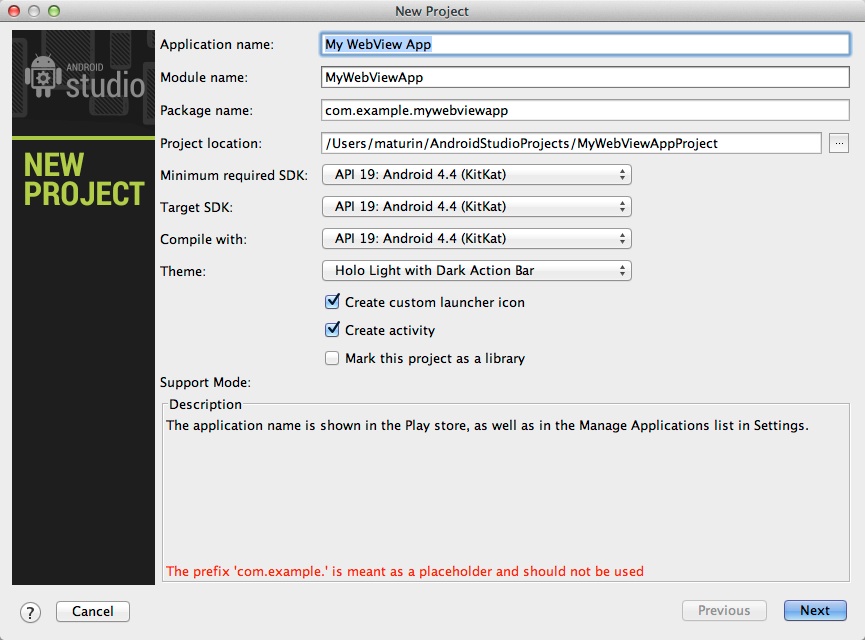 New Project
ANDROID
studio
NEW
PROJECT
Application name: My WebView App
Module name: MyWebViewApp
Package name: com.example.mywebviewapp
Project location: /Users/maturin/AndroidStudioProjects/MyWebViewAppProject ...
Minimum required SDK: API 19: Android 4.4 (KitKat)
Target SDK: API 19: Android 4.4 (KitKat)
Compile with: API 19: Android 4.4 (KitKat)
Theme: Holo Light with Dark Action Bar
Create custom launcher icon
Create activity
Mark this project as a library
Support Mode:
Description
The application name is shown in the Play store, as well as in the Manage Applications list in Settings.
The prefix 'com.example.' is meant as a placeholder and should not be used
? Cancel Previous Next